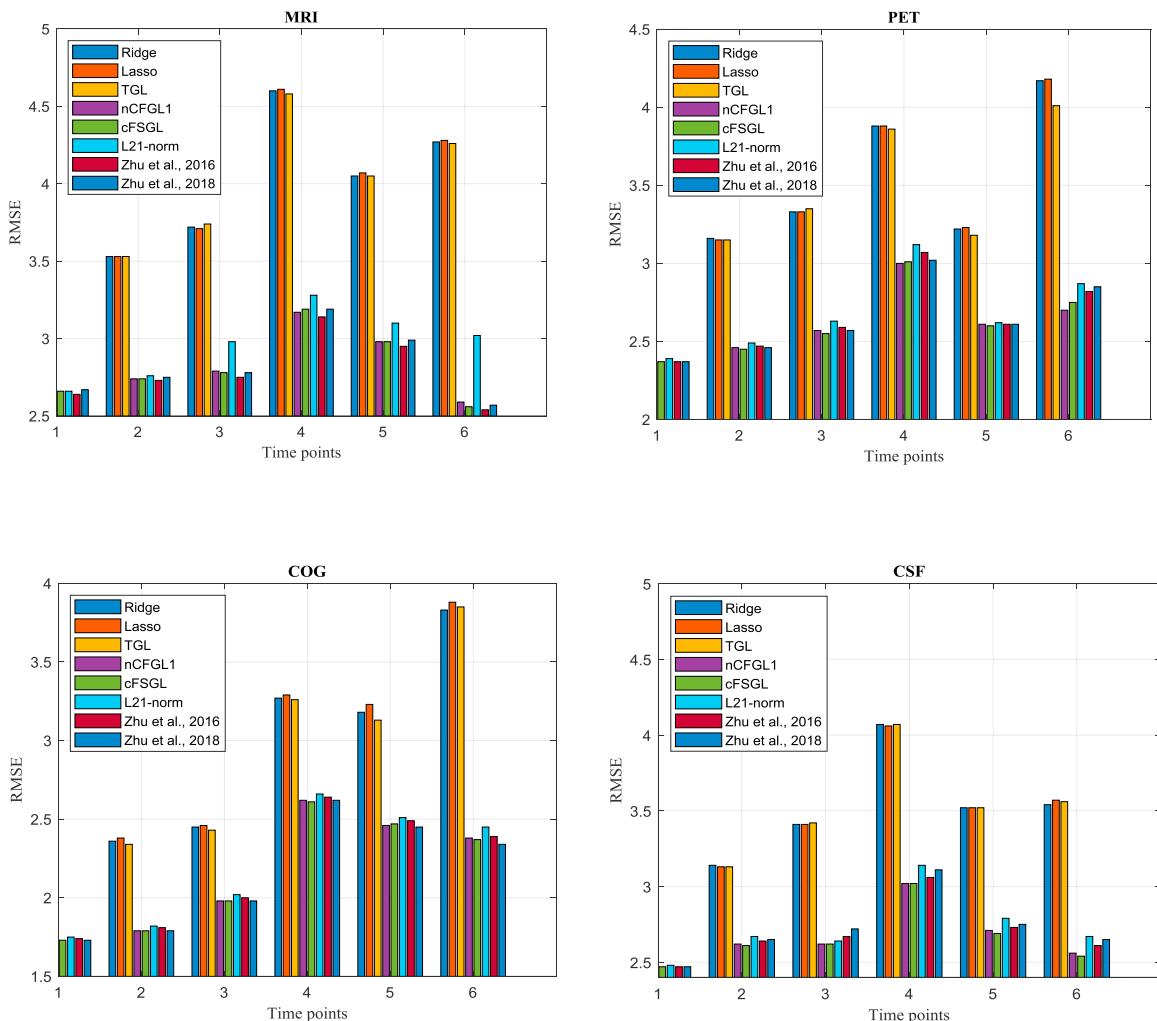 MRI
5
4.5
4
3.5
3
2.5
RMSE
Ridge
Lasso
TGL
nCFGL1
cFSGL
L21-norm
Zhu et al., 2016
Zhu et al., 2018
1 2 3 4 5 6
Time points
PET
4.5
4
3.5
3
2.5
2
RMSE
Ridge
Lasso
TGL
nCFGL1
cFSGL
L21-norm
Zhu et al., 2016
Zhu et al., 2018
1 2 3 4 5 6
Time points
COG
4
3.5
3
2.5
2
1.5
RMSE
Ridge
Lasso
TGL
nCFGL1
cFSGL
L21-norm
Zhu et al., 2016
Zhu et al., 2018
1 2 3 4 5 6
Time points
CSF
5
4.5
4
3.5
3
2.5
RMSE
Ridge
Lasso
TGL
nCFGL1
cFSGL
L21-norm
Zhu et al., 2016
Zhu et al., 2018
1 2 3 4 5 6
Time points